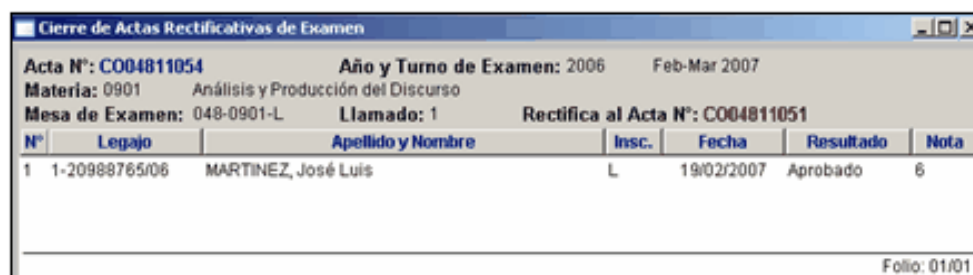 Cierre de Actas Rectificativas de Examen
Acta N°: CO04811054 Año y Turno de Examen: 2006 Feb-Mar 2007
Materia: 0901 Análisis y Producción del Discurso
Mesa de Examen: 048-0901-L Llamado: 1 Rectifica al Acta N°: CO04811051
N° Legajo Apellido y Nombre Insc. Fecha Resultado Nota
1 1-20988765/06 MARTINEZ, José Luis L 19/02/2007 Aprobado 6
Folio: 01/01